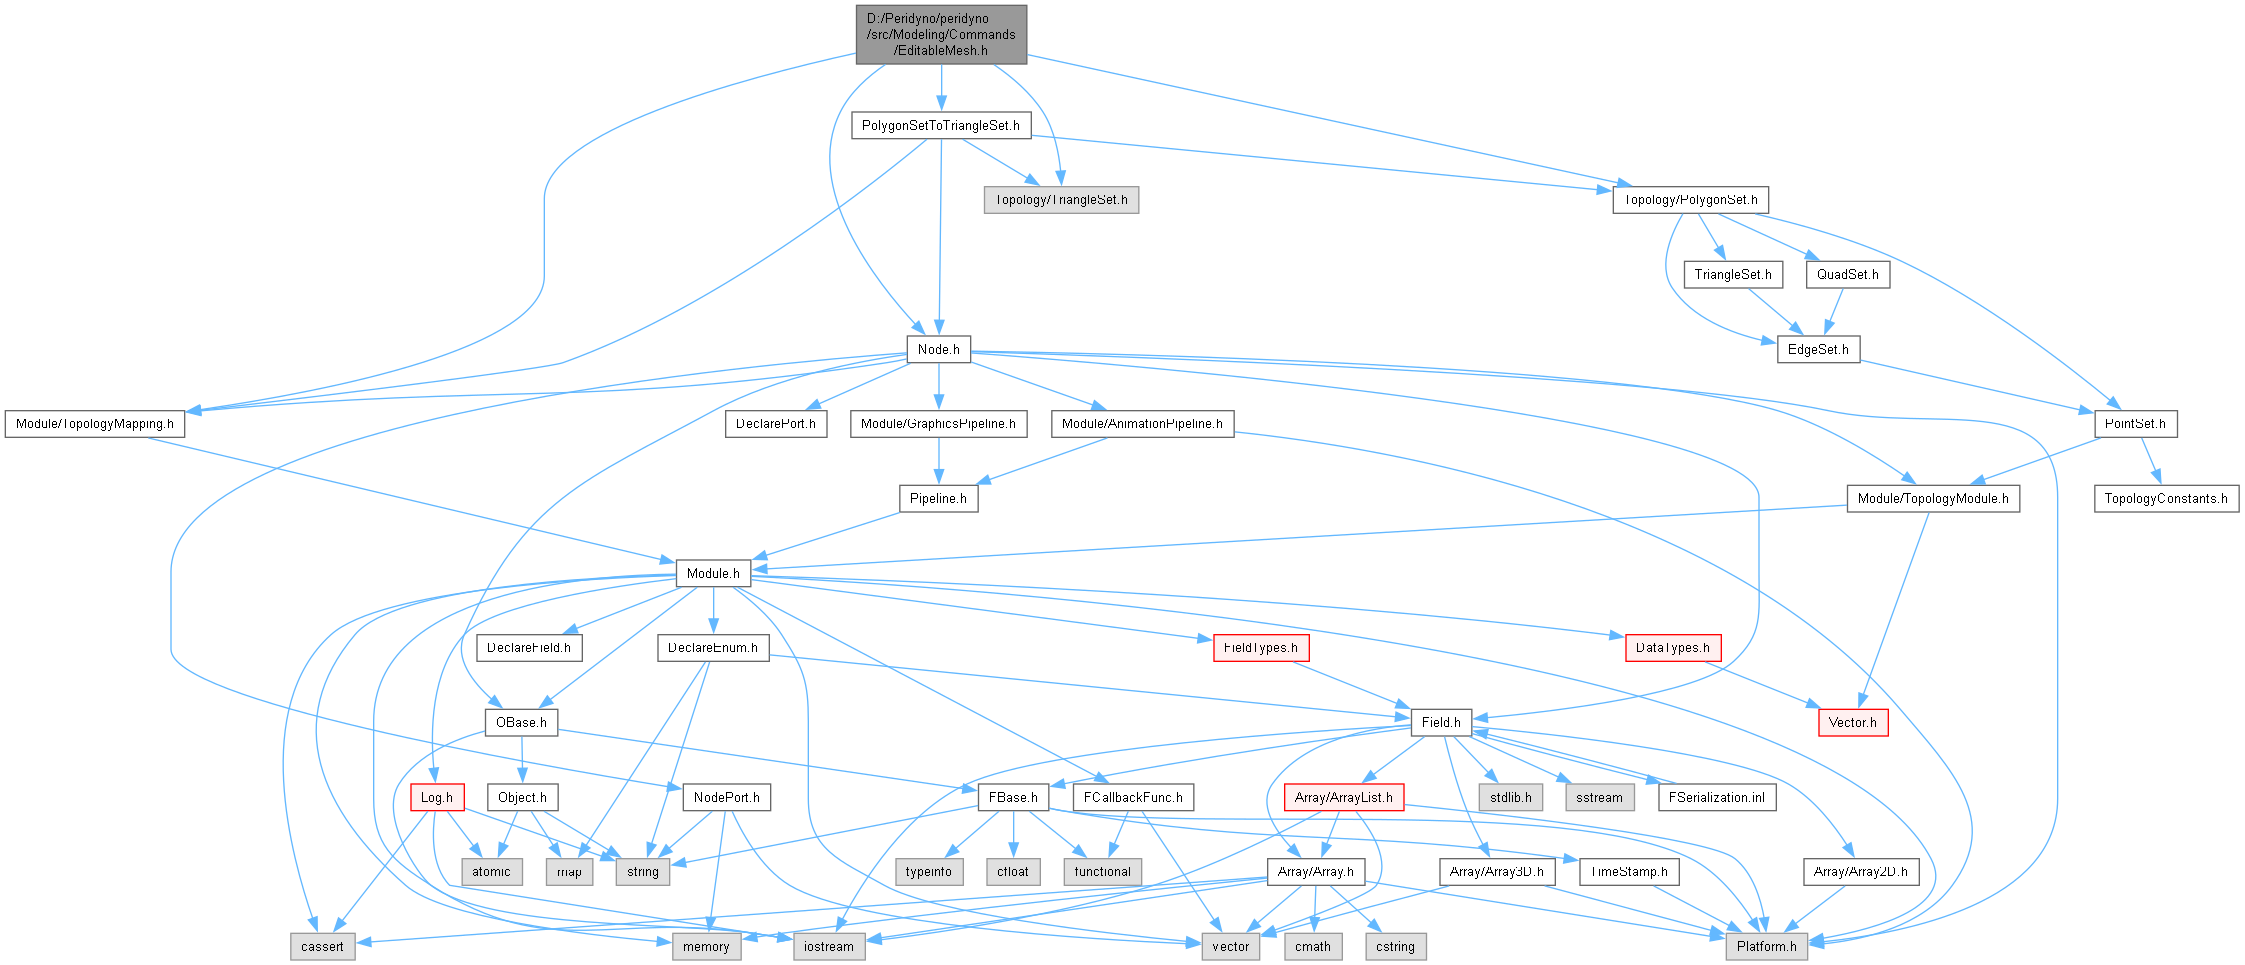 D:/Peridyno/peridyno
/src/Modeling/Commands
/EditableMesh.h
PolygonSetToTriangleSet.h
Topology/TriangleSet.h
Topology/PolygonSet.h
TriangleSet.h
QuadSet.h
Node.h
EdgeSet.h
Module/TopologyMapping.h
DeclarePort.h
Module/GraphicsPipeline.h
Module/AnimationPipeline.h
PointSet.h
Pipeline.h
Module/TopologyModule.h
TopologyConstants.h
Module.h
DeclareField.h
DeclareEnum.h
FieldTypes.h
DataTypes.h
OBase.h
Field.h
Vector.h
Log.h
Object.h
NodePort.h
FBase.h
FCallbackFunc.h
Array/ArrayList.h
stdlib.h
sstream
FSerialization.inl
atomic
map
string
typeinfo
cfloat
functional
Array/Array.h
Array/Array3D.h
TimeStamp.h
Array/Array2D.h
cassert
memory
iostream
vector
cmath
cstring
Platform.h